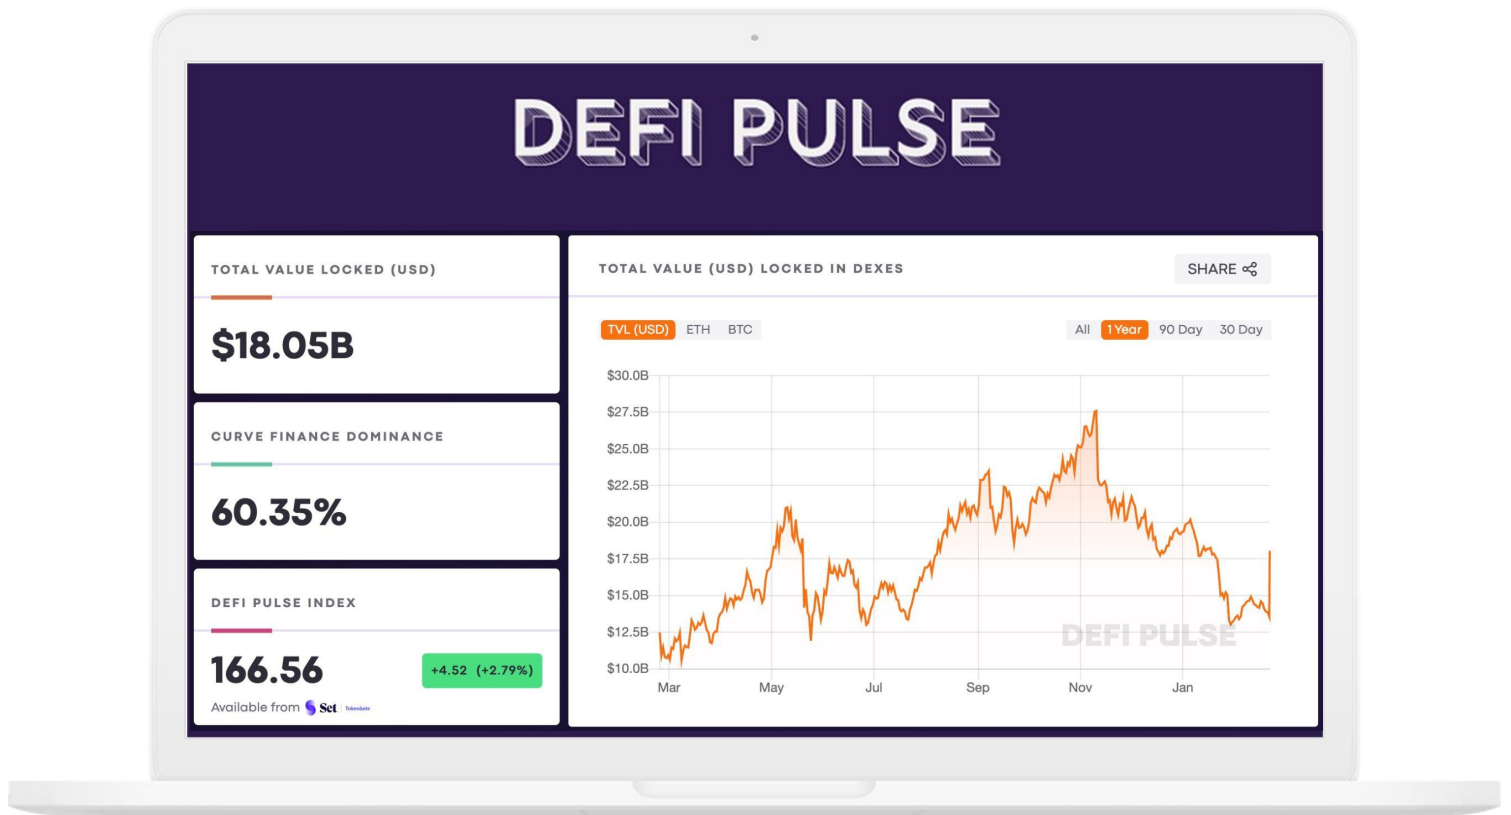 DEFI PULSE
TOTAL VALUE LOCKED (USD)
$18.05B
CURVE FINANCE DOMINANCE
60.35%
DEFI PULSE INDEX
166.56
+4.52 (+2.79%)
Available from Set TokenSets
TOTAL VALUE (USD) LOCKED IN DEXES
SHARE
TVL (USD) ETH BTC
All 1 Year 90 Day 30 Day
$30.0B
$27.5B
$25.0B
$22.5B
$20.0B
$17.5B
$15.0B
$12.5B
$10.0B
DEFI PULSE
Mar May Jul Sep Nov Jan